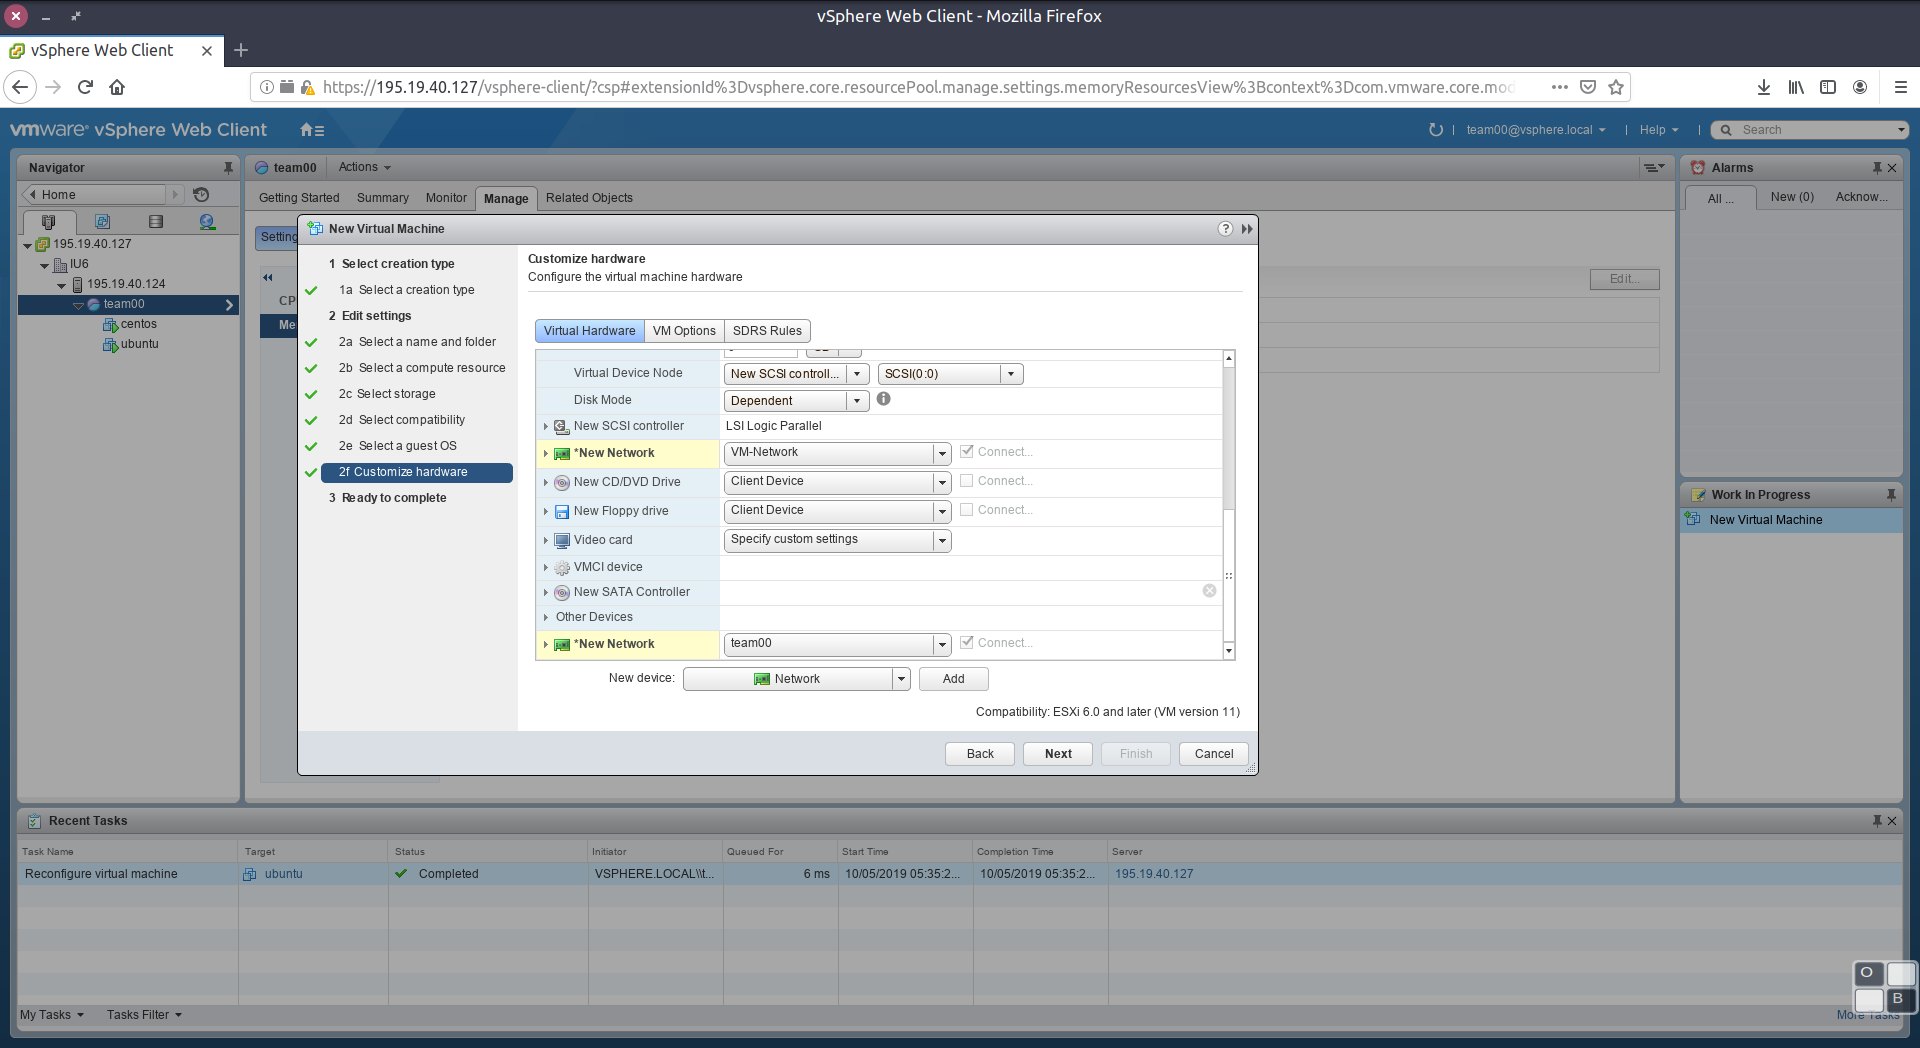 vSphere Web Client - Mozilla Firefox
vSphere Web Client
https://195.19.40.127/vsphere-client/?csp#extensionId%3Dvsphere.core.resourcePool.manage.settings.memoryResourcesView%3Bcontext%3Dcom.vmware.core.mod
vmware® vSphere Web Client
team00@vsphere.local
Help
Search
Navigator
Home
195.19.40.127
IU6
195.19.40.124
team00
centos
ubuntu
team00 Actions
Getting Started Summary Monitor Manage Related Objects
Setting
CP
Me
Edit...
New Virtual Machine
1 Select creation type
1a Select a creation type
2 Edit settings
2a Select a name and folder
2b Select a compute resource
2c Select storage
2d Select compatibility
2e Select a guest OS
2f Customize hardware
3 Ready to complete
Customize hardware
Configure the virtual machine hardware
Virtual Hardware VM Options SDRS Rules
Virtual Device Node New SCSI controll... SCSI(0:0)
Disk Mode Dependent
New SCSI controller LSI Logic Parallel
*New Network VM-Network Connect...
New CD/DVD Drive Client Device Connect...
New Floppy drive Client Device Connect...
Video card Specify custom settings
VMCI device
New SATA Controller
Other Devices
*New Network team00 Connect...
New device: Network Add
Compatibility: ESXi 6.0 and later (VM version 11)
Back Next Finish Cancel
Alarms
All ... New (0) Acknow...
Work In Progress
New Virtual Machine
Recent Tasks
Task Name Target Status Initiator Queued For Start Time Completion Time Server
Reconfigure virtual machine ubuntu Completed VSPHERE.LOCAL\\t... 6 ms 10/05/2019 05:35:2... 10/05/2019 05:35:2... 195.19.40.127
My Tasks Tasks Filter
More Tasks
O
B